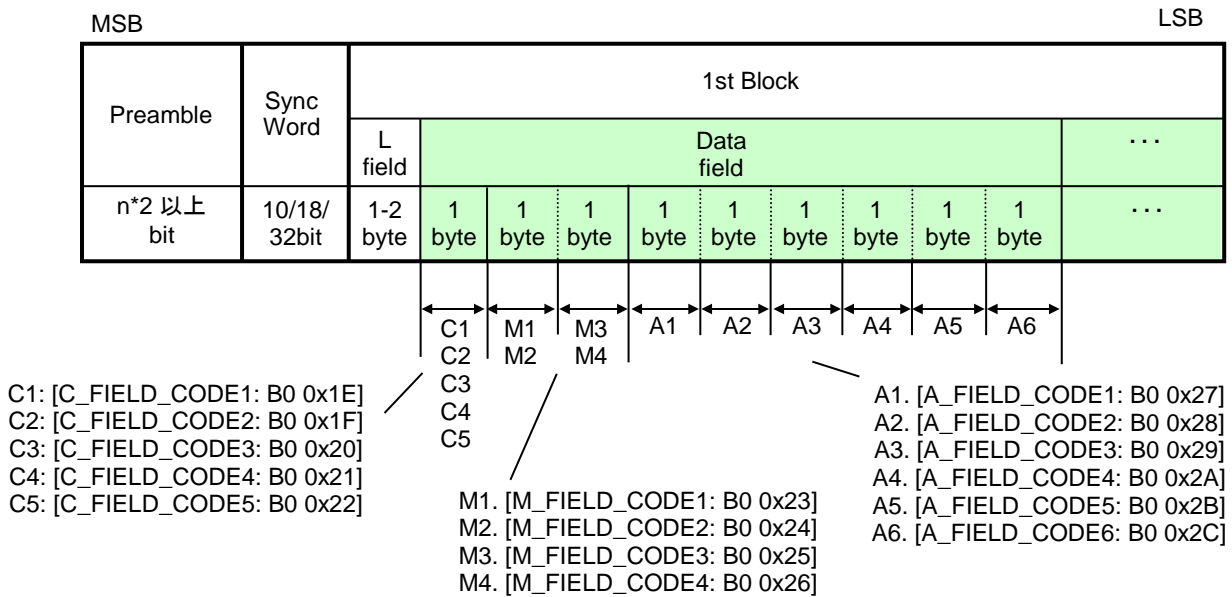 MSB
LSB
Preamble
Sync
Word
1st Block
L
field
Data
field
···
n*2 以上
bit
10/18/
32bit
1-2
byte
1
byte
1
byte
1
byte
1
byte
1
byte
1
byte
1
byte
1
byte
1
byte
···
C1
C2
C3
C4
C5
M1
M2
M3
M4
A1
A2
A3
A4
A5
A6
C1: [C_FIELD_CODE1: B0 0x1E]
C2: [C_FIELD_CODE2: B0 0x1F]
C3: [C_FIELD_CODE3: B0 0x20]
C4: [C_FIELD_CODE4: B0 0x21]
C5: [C_FIELD_CODE5: B0 0x22]
M1. [M_FIELD_CODE1: B0 0x23]
M2. [M_FIELD_CODE2: B0 0x24]
M3. [M_FIELD_CODE3: B0 0x25]
M4. [M_FIELD_CODE4: B0 0x26]
A1. [A_FIELD_CODE1: B0 0x27]
A2. [A_FIELD_CODE2: B0 0x28]
A3. [A_FIELD_CODE3: B0 0x29]
A4. [A_FIELD_CODE4: B0 0x2A]
A5. [A_FIELD_CODE5: B0 0x2B]
A6. [A_FIELD_CODE6: B0 0x2C]